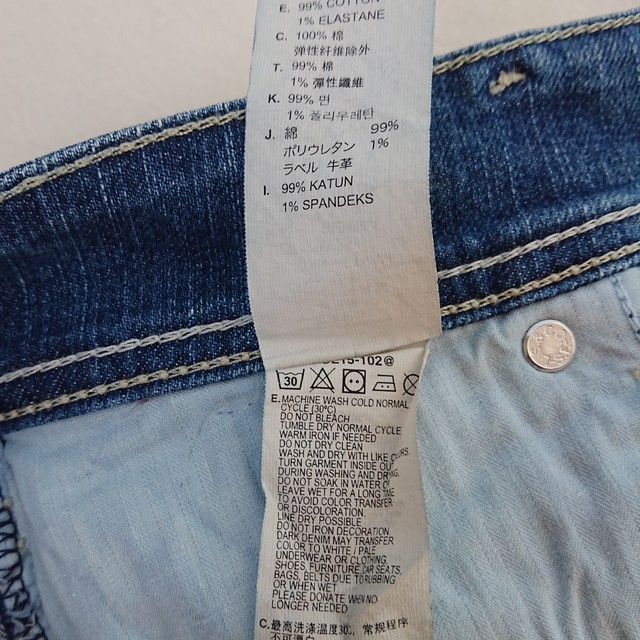 E. 99% COTTON
1% ELASTANE
C. 100% 棉
弹性纤维除外
T. 99% 棉
1% 彈性纖維
K. 99% 면
1% 폴리우레탄
J. 綿 99%
ポリウレタン 1%
ラベル 牛革
I. 99% KATUN
1% SPANDEKS
15-102@
30
E. MACHINE WASH COLD NORMAL
CYCLE (30°C)
DO NOT BLEACH
TUMBLE DRY NORMAL CYCLE
WARM IRON IF NEEDED
DO NOT DRY CLEAN
WASH AND DRY WITH LIKE
TURN GARMENT INSIDE OUT
DURING WASHING AND
DO NOT SOAK IN WATER
LEAVE WET FOR A LONG TIME
TO AVOID COLOR TRANSFER
OR DISCOLORATION.
LINE DRY POSSIBLE
DO NOT IRON DECORATION
DARK DENIM MAY TRANSFER
COLOR TO WHITE / PALE
UNDERWEAR OR CLOTHING,
SHOES, FURNITURE, CAR SEATS,
BAGS, BELTS DUE TO RUBBING
OR WHEN WET
PLEASE DONATE WHEN NO
LONGER NEEDED
C. 最高洗涤温度30 常规程序
不可漂白